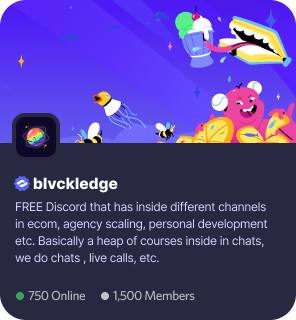 blvckledge
FREE Discord that has inside different channels
in ecom, agency scaling, personal development
etc. Basically a heap of courses inside in chats,
we do chats , live calls, etc.
750 Online
1,500 Members